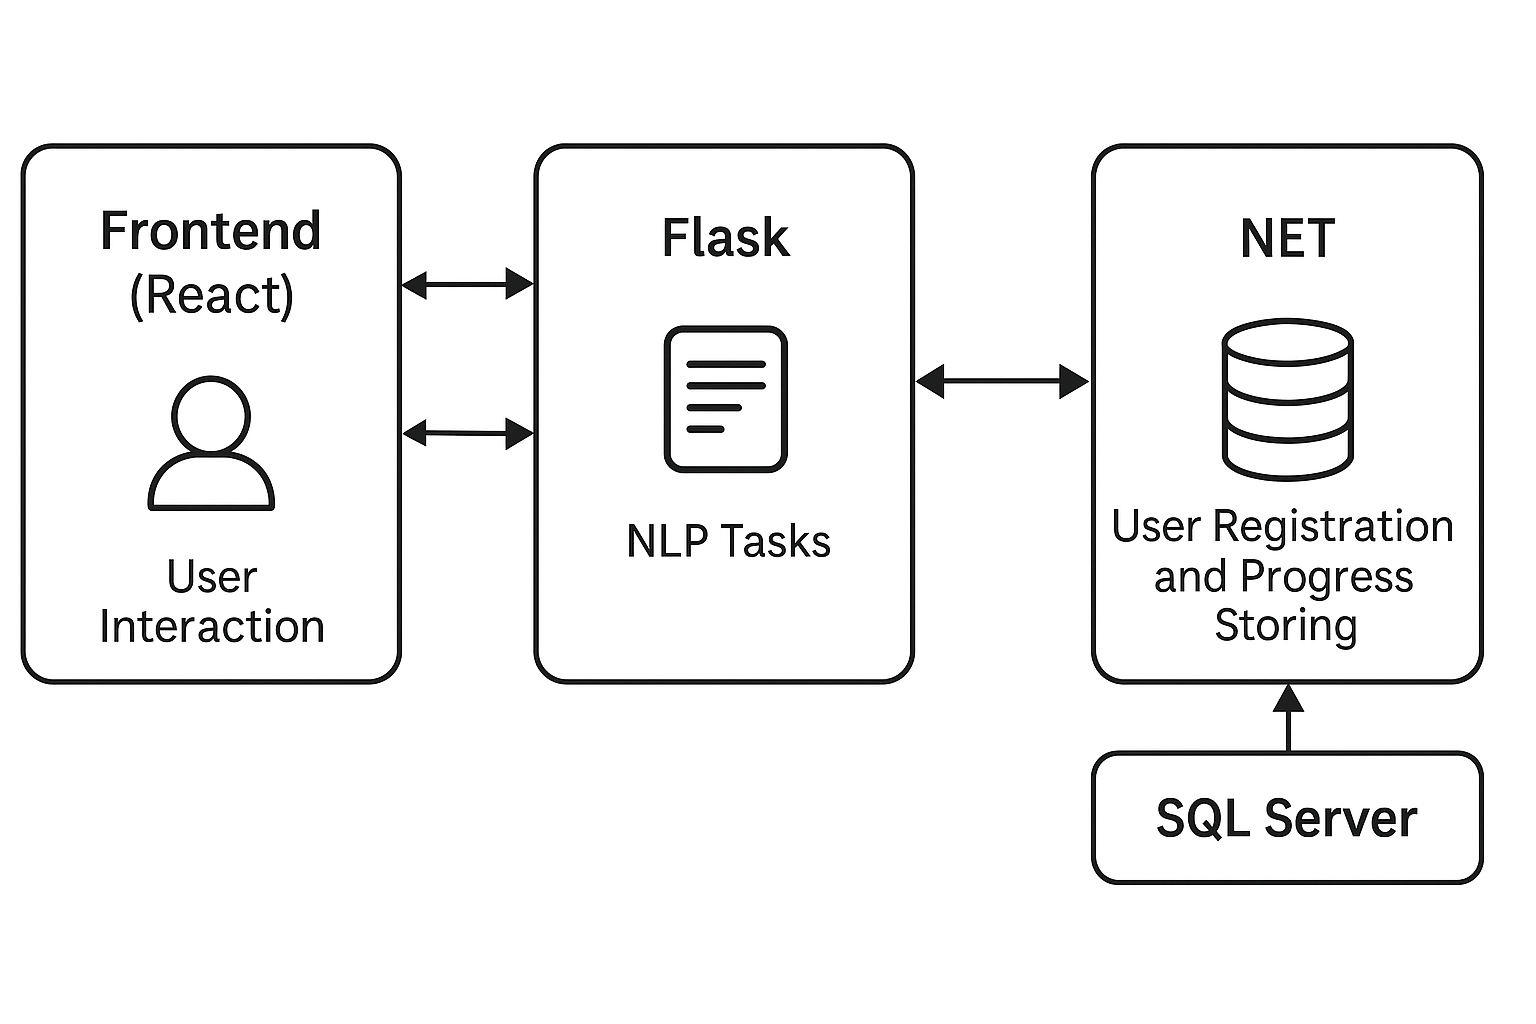 Frontend
(React)
User
Interaction
Flask
NLP Tasks
NET
User Registration
and Progress
Storing
SQL Server